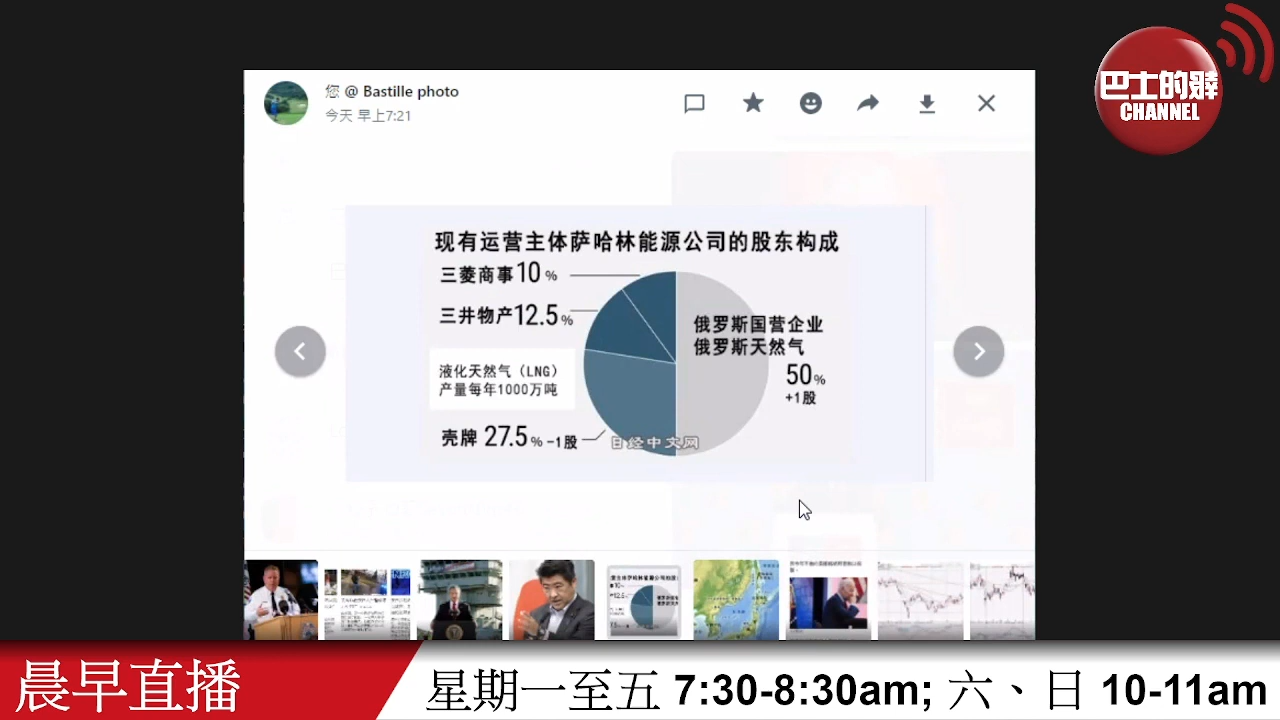 巴士的報
CHANNEL
您 @ Bastille photo
今天 早上7:21
现有运营主体萨哈林能源公司的股东构成
三菱商事10%
三井物产12.5%
俄罗斯国营企业
俄罗斯天然气
50%
+1股
液化天然气（LNG）
产量每年1000万吨
壳牌 27.5% -1股
日经中文网
晨早直播
星期一至五 7:30-8:30am; 六、日 10-11am